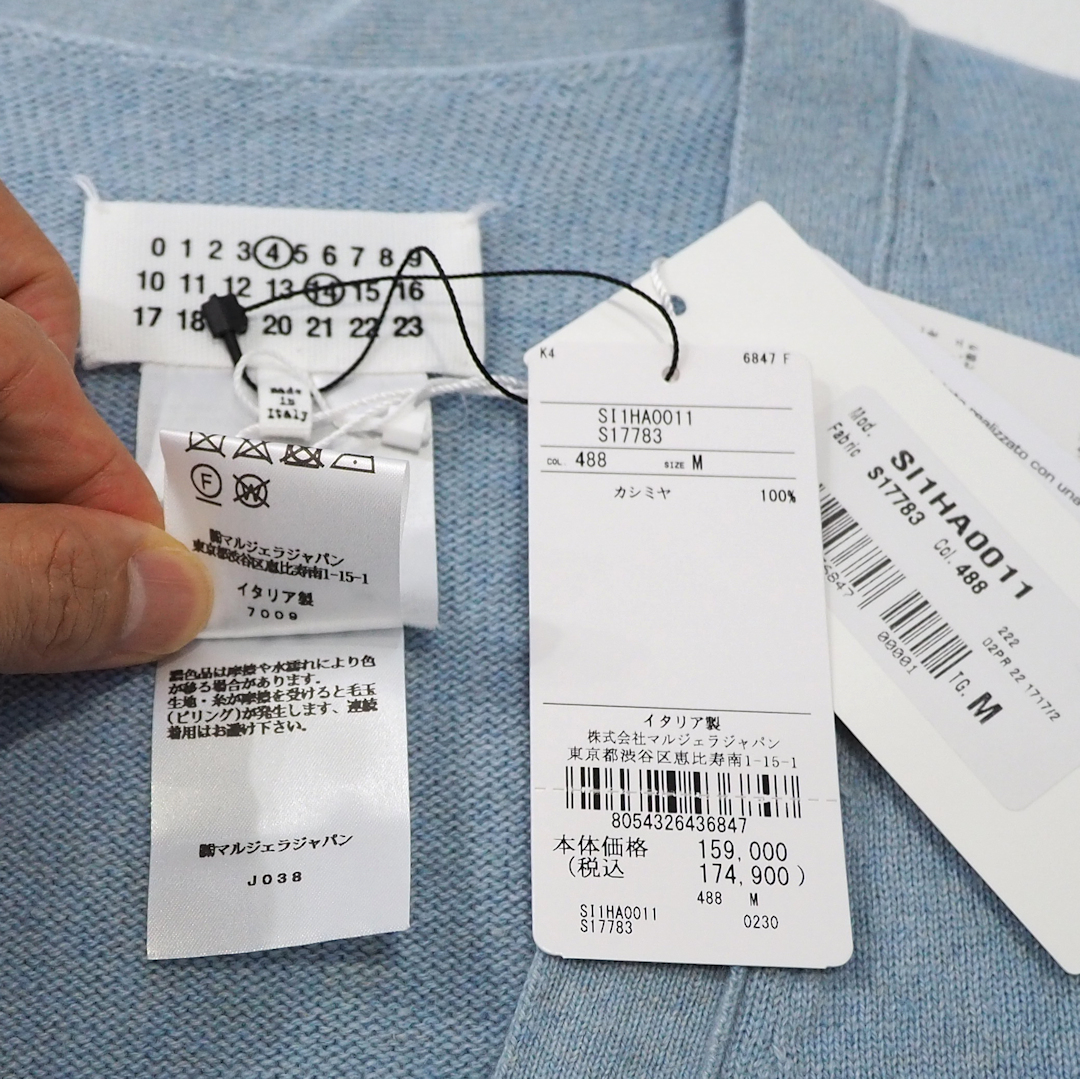 0 1 2 3 4 5 6 7 8 9
10 11 12 13 14 15 16
17 18 20 21 22 23
made
in
Italy
F
W
㈱マルジェラジャパン
東京都渋谷区恵比寿南1-15-1
イタリア製
7009
濃色品は摩擦や水濡れにより色
が移る場合があります。
生地・糸が摩擦を受けると毛玉
(ピリング)が発生します、連続
着用はお避け下さい。
㈱マルジェラジャパン
J038
K4 6847 F
SI1HA0011
S17783
COL. 488 SIZE M
カシミヤ 100%
イタリア製
株式会社マルジェラジャパン
東京都渋谷区恵比寿南1-15-1
8054326436847
本体価格 159,000
(税込 174,900)
488 M
SI1HA0011
S17783 0230
Mod. SI1HA0011
Fabric S17783 Col. 488
222
02PR 22 1717/2
6847
00001
TG. M
realizzato con una